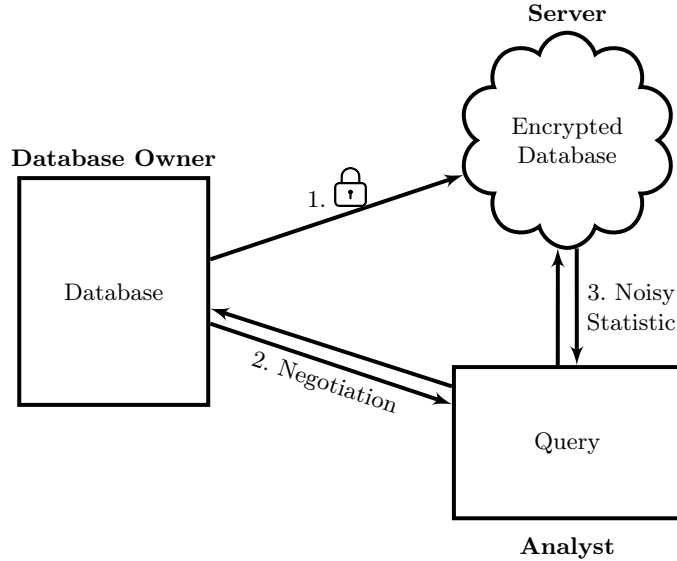 Server
Encrypted
Database
Database Owner
1.
Database
3. Noisy
Statistic
2. Negotiation
Query
Analyst